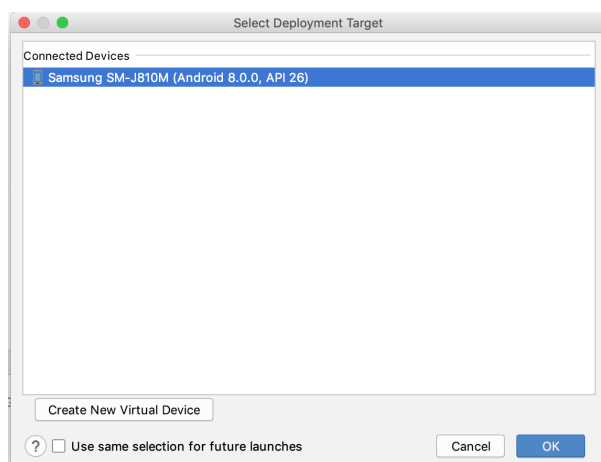 Select Deployment Target
Connected Devices
Samsung SM-J810M (Android 8.0.0, API 26)
Create New Virtual Device
? Use same selection for future launches
Cancel
OK